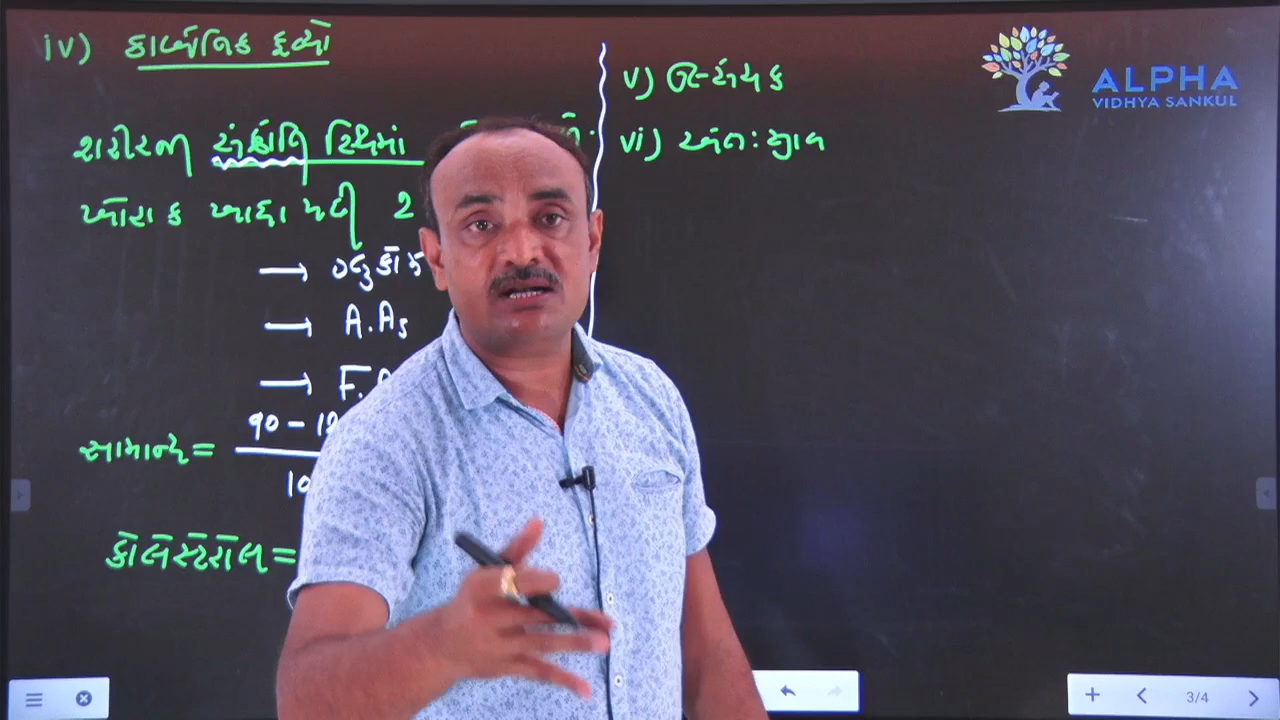 iv) કાર્બનિક દ્રવ્યો
શરીરની સંક્રાંતિ સ્થિતિમાં
ખોરાક ખાદ્યા પછી 2
→ ગ્લુકોઝ
→ A.As
→ F.
સામાન્ય = 90 – 1
10
કોલેસ્ટેરોલ =
v) ઉત્સેચક
vi) અંતઃસ્ત્રાવ
ALPHA
VIDHYA SANKUL
3/4